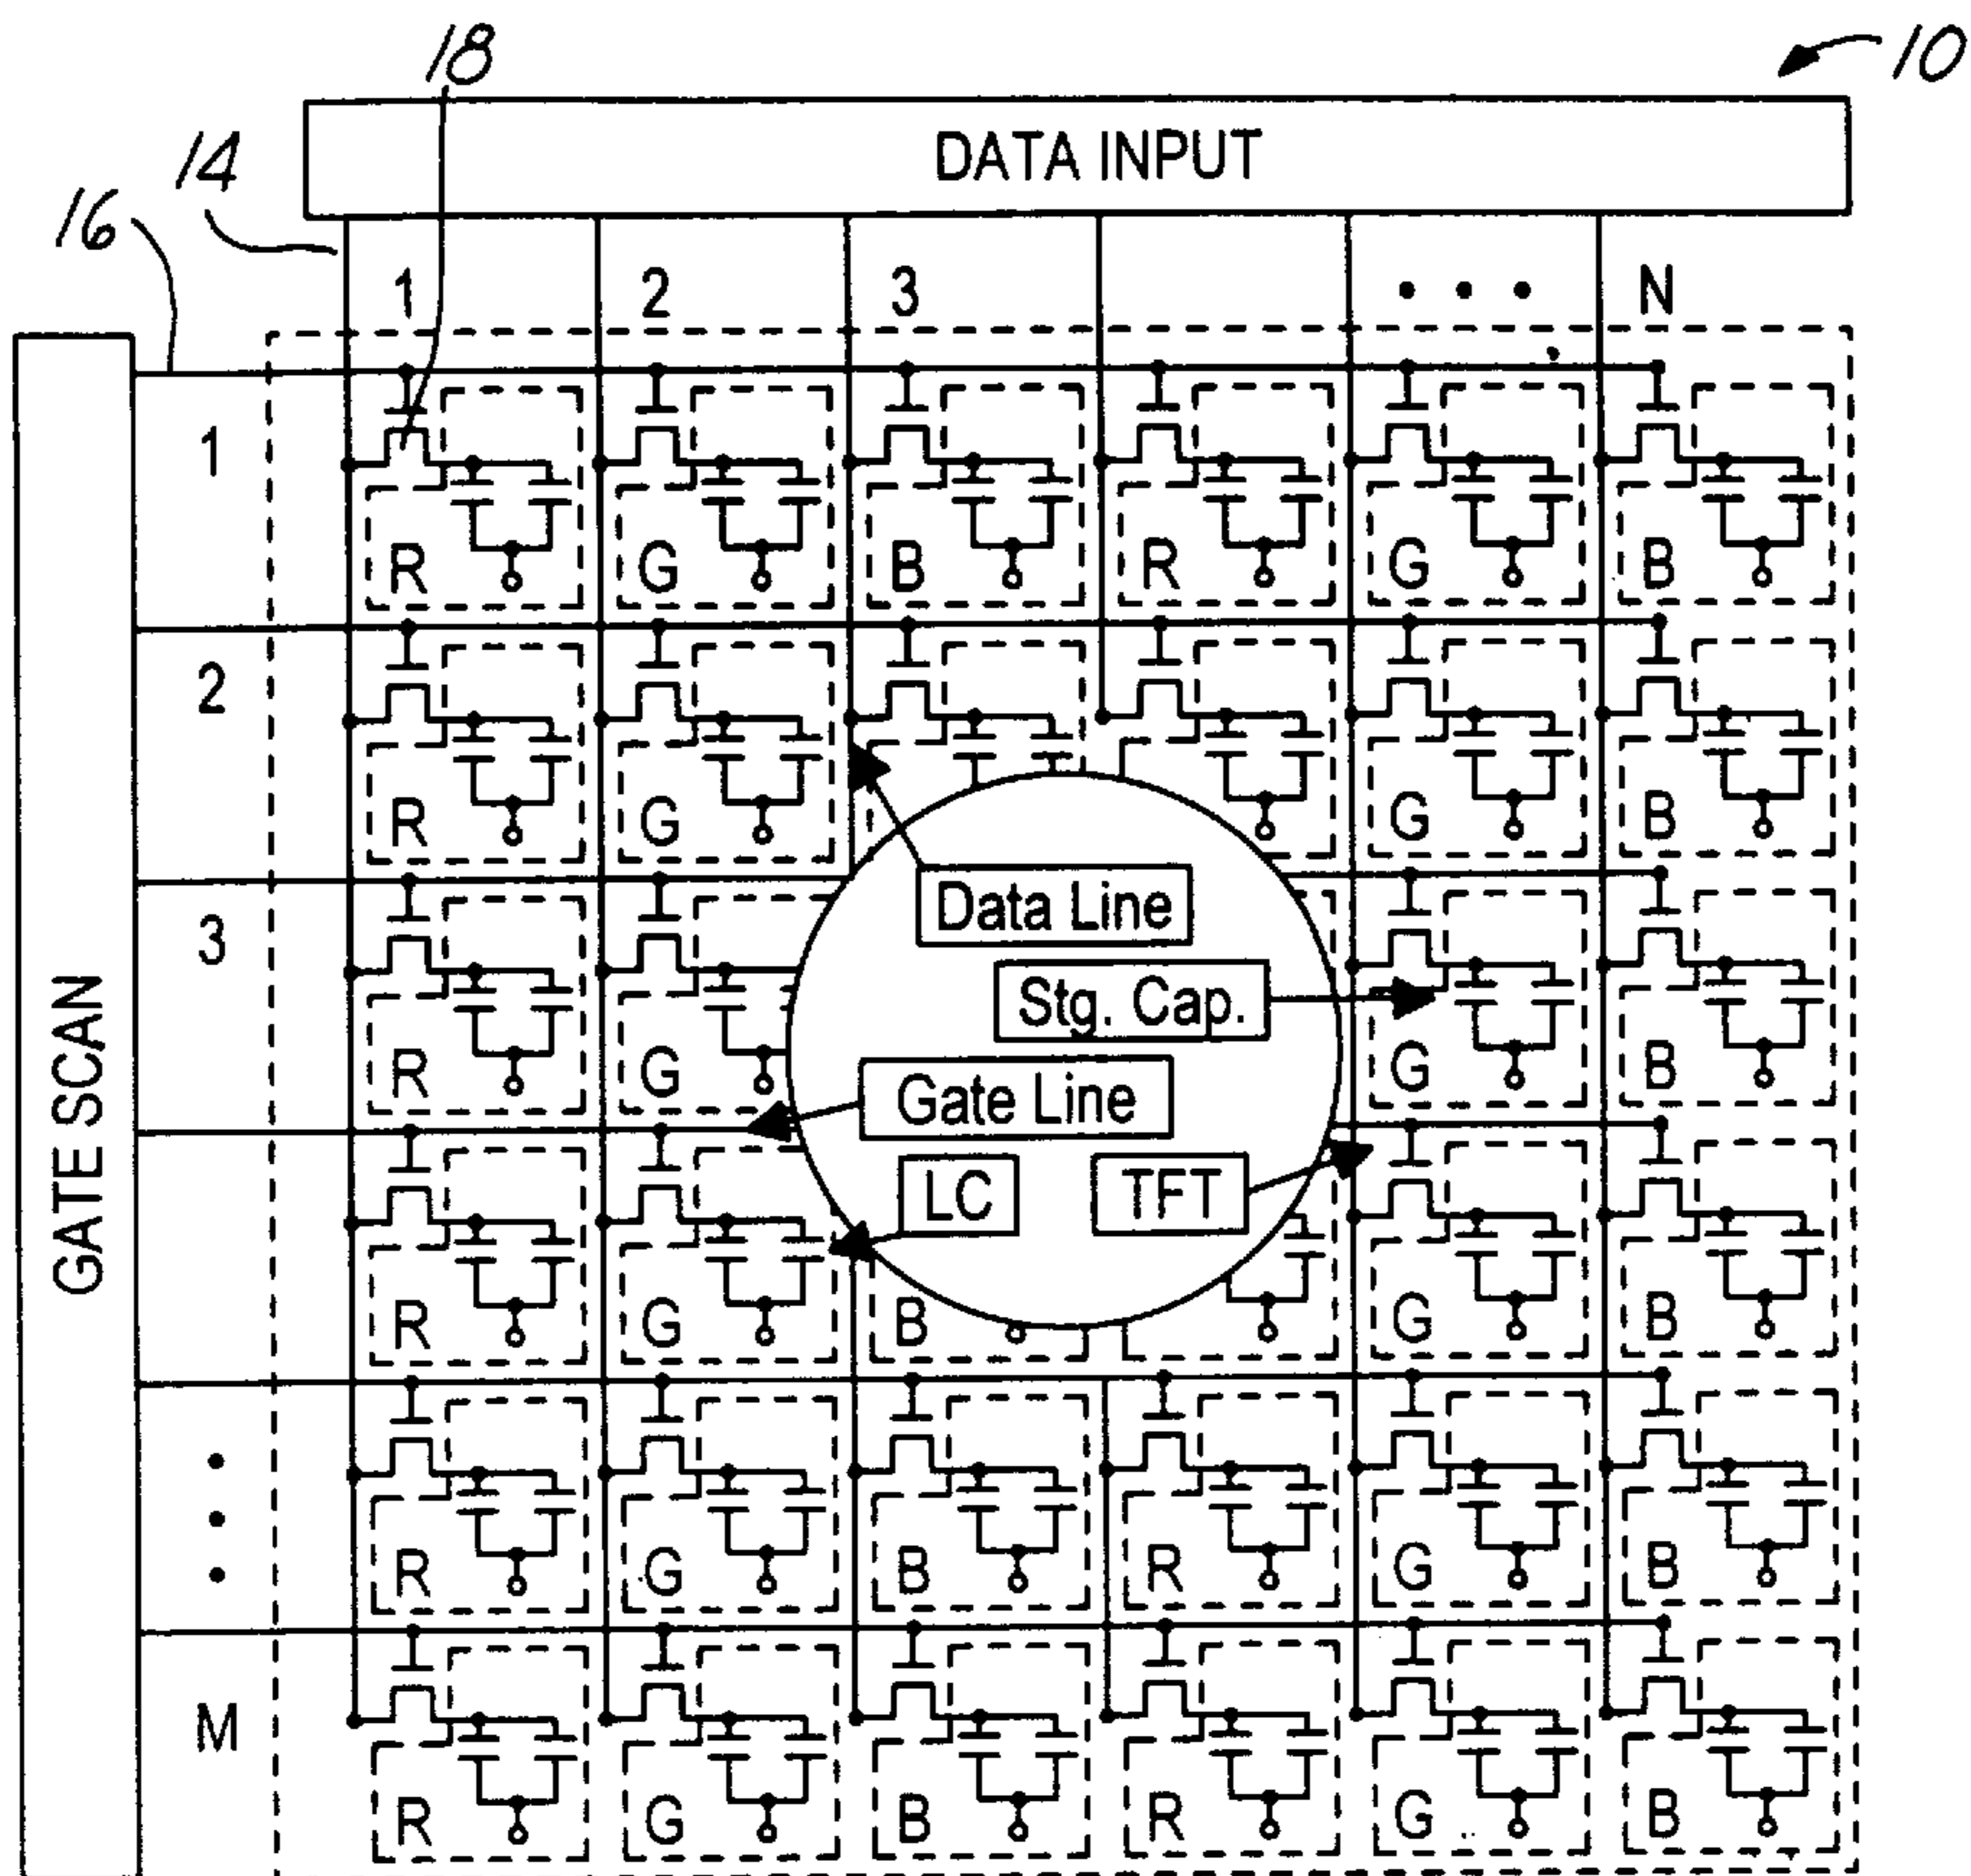 18
10
DATA INPUT
14
16
1 2 3 • • • N
GATE SCAN
1
R G B R G B
2
R G G B
Data Line
3
Stg. Cap.
R G G B
Gate Line
LC TFT
R G B G B
•
•
•
R G B R G B
M
R G B R G B